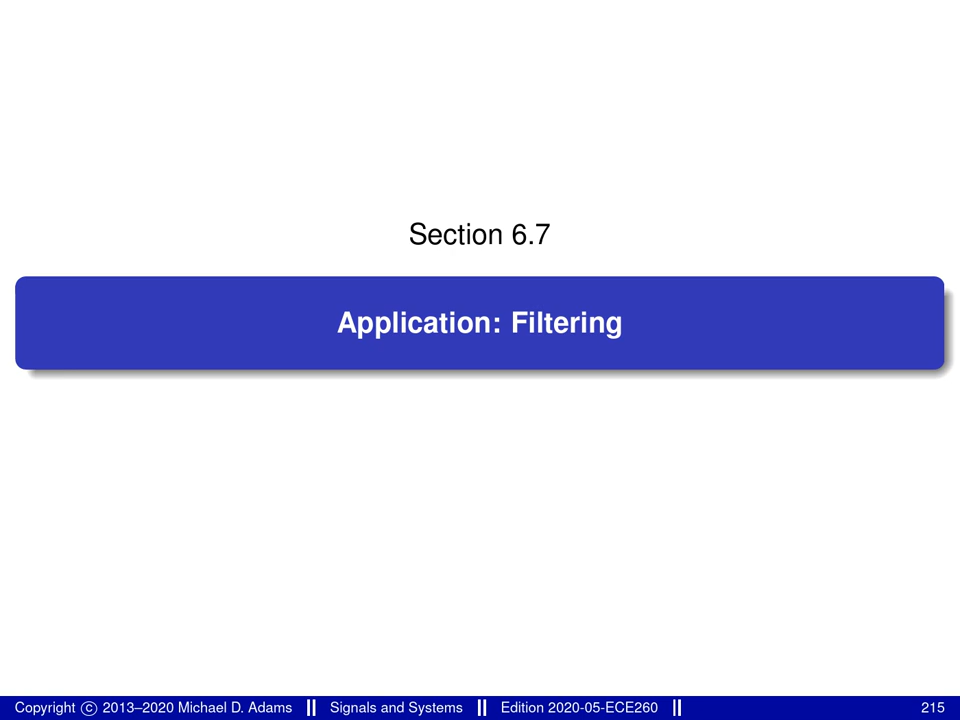 Section 6.7
Application: Filtering
Copyright © 2013–2020 Michael D. Adams Signals and Systems Edition 2020-05-ECE260 215